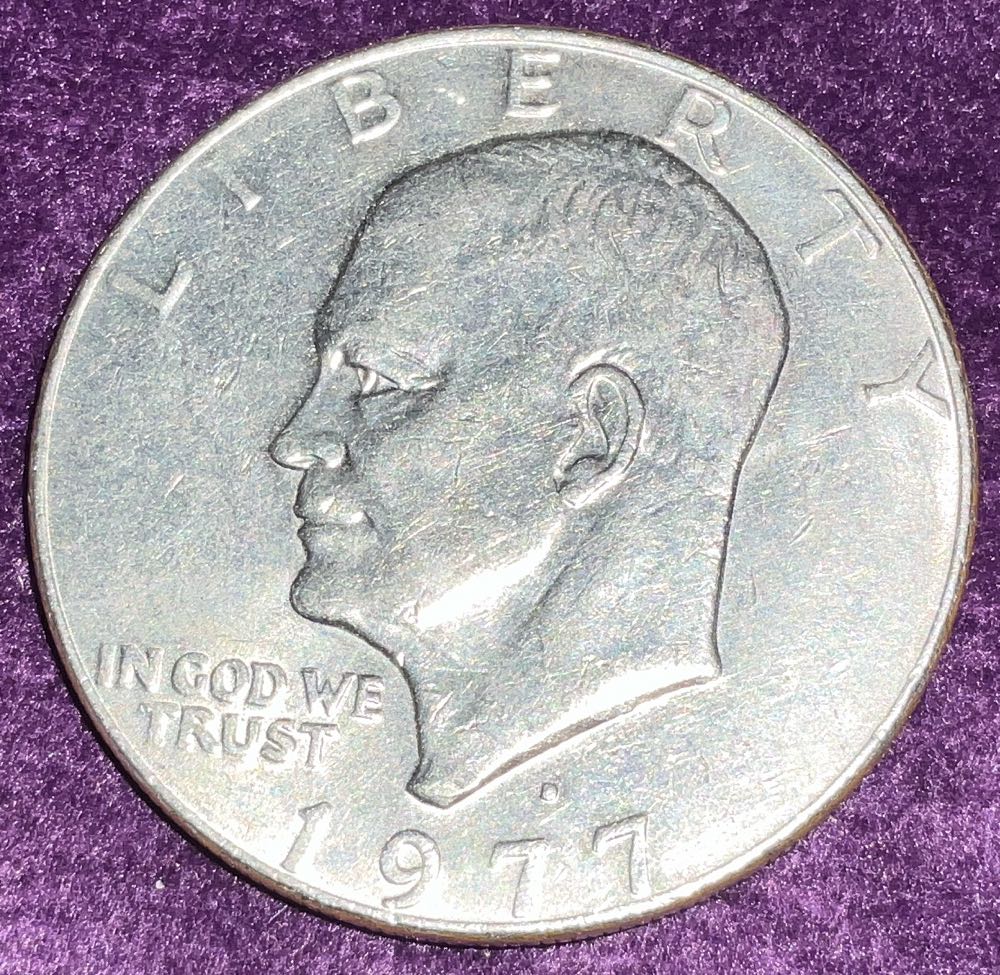 LIBERTY
IN GOD WE
TRUST
1977